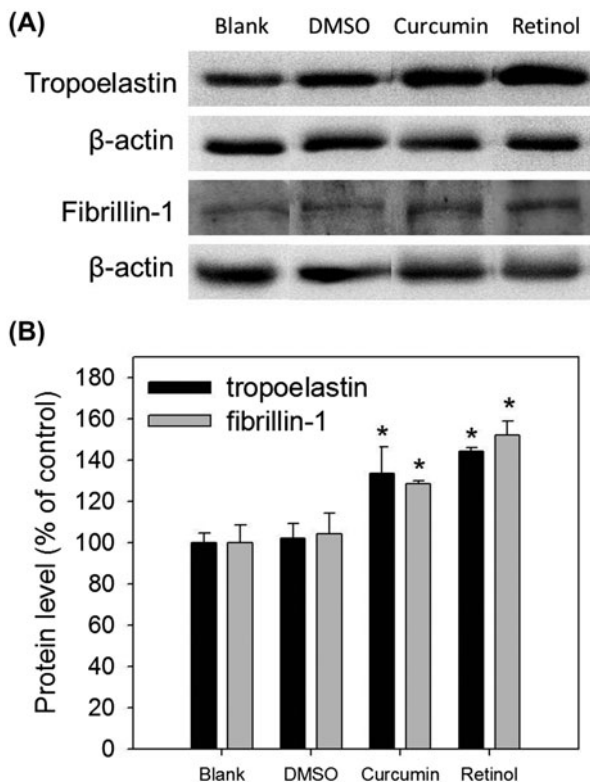 (A)
Blank DMSO Curcumin Retinol
Tropoelastin
β-actin
Fibrillin-1
β-actin
(B)
Protein level (% of control)
180
160
140
120
100
80
60
40
20
0
tropoelastin
fibrillin-1
* * * *
Blank DMSO Curcumin Retinol